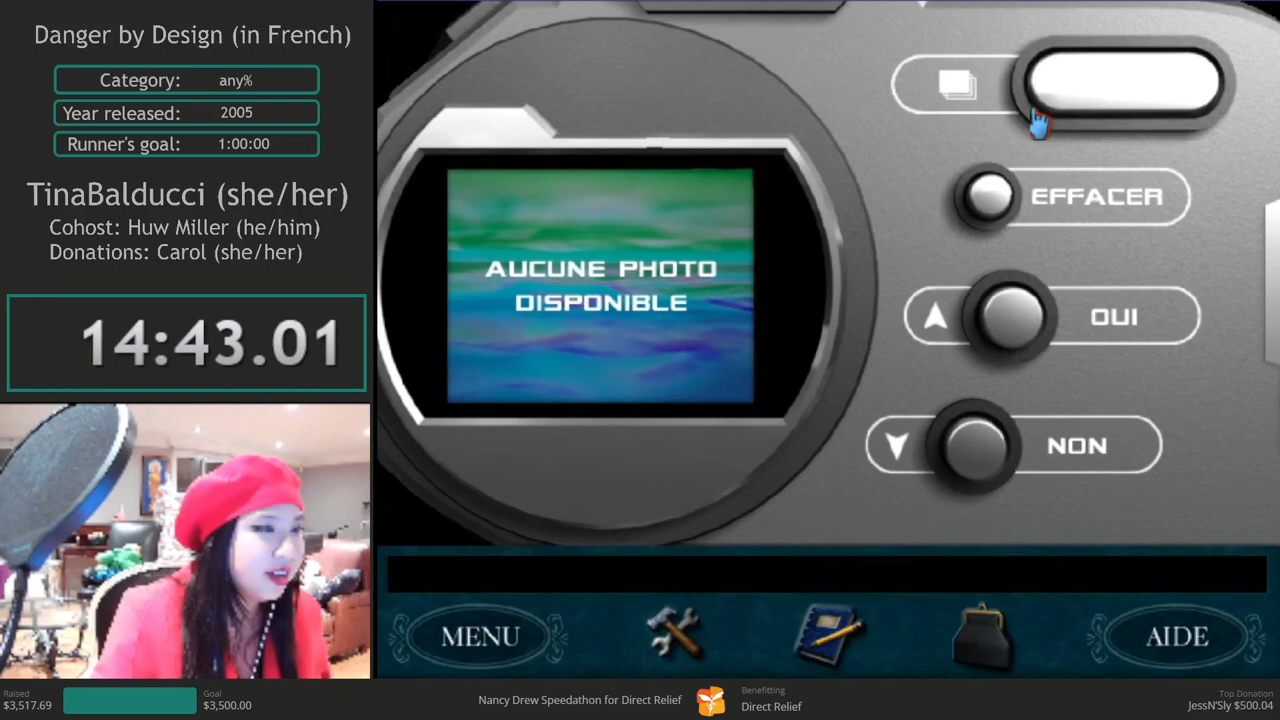 Danger by Design (in French)
Category: any%
Year released: 2005
Runner's goal: 1:00:00
TinaBalducci (she/her)
Cohost: Huw Miller (he/him)
Donations: Carol (she/her)
14:43.01
AUCUNE PHOTO
DISPONIBLE
EFFACER
OUI
NON
MENU
AIDE
Raised
$3,517.69
Goal
$3,500.00
Nancy Drew Speedathon for Direct Relief
Benefitting
Direct Relief
Top Donation
JessN'Sly $500.04